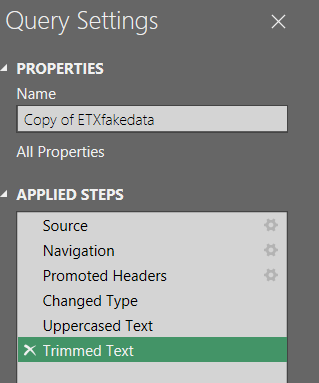 Query Settings
PROPERTIES
Name
Copy of ETXfakedata
All Properties
APPLIED STEPS
Source
Navigation
Promoted Headers
Changed Type
Uppercased Text
Trimmed Text